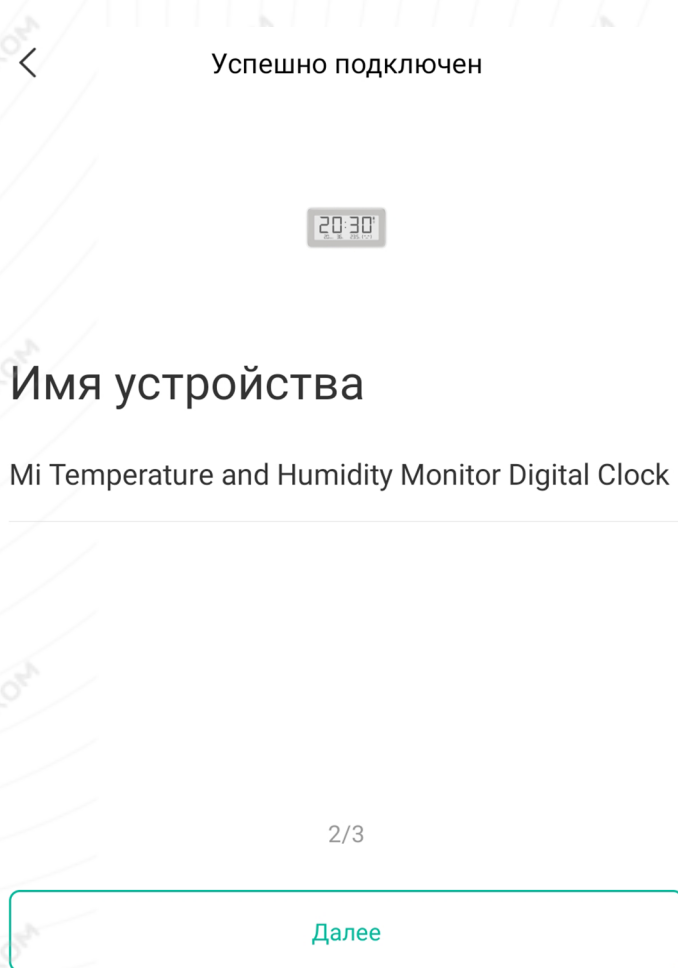 Успешно подключен
20:30
Имя устройства
Mi Temperature and Humidity Monitor Digital Clock
2/3
Далее